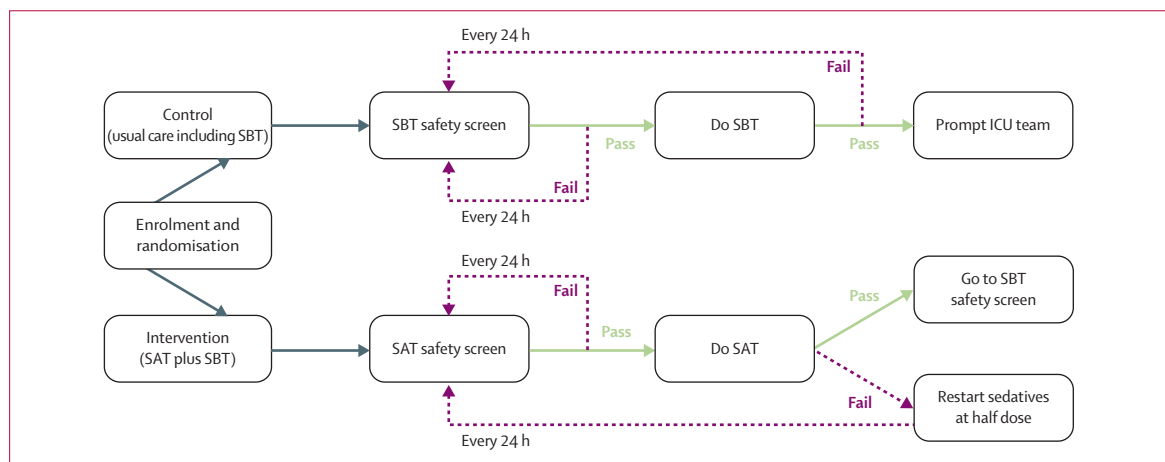 Every 24 h
Fail
Control
(usual care including SBT)
SBT safety screen
Pass
Do SBT
Pass
Prompt ICU team
Fail
Every 24 h
Enrolment and
randomisation
Every 24 h
Fail
Intervention
(SAT plus SBT)
SAT safety screen
Pass
Do SAT
Pass
Go to SBT
safety screen
Fail
Restart sedatives
at half dose
Every 24 h